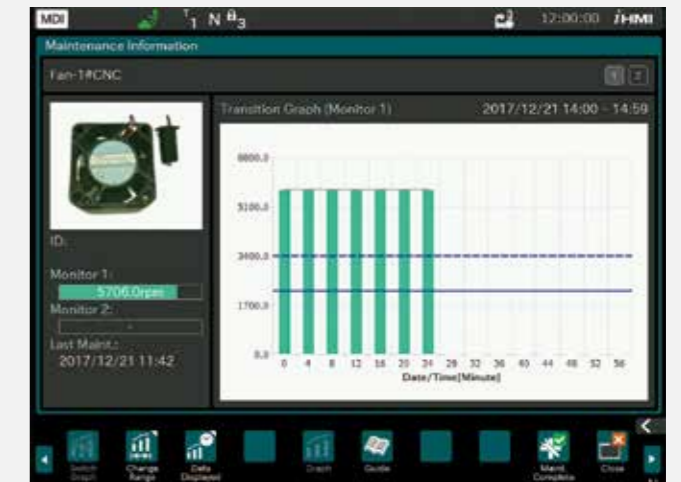 MDI
T1 N B3
12:00:00
iHMI
Maintenance Information
Fan-1#CNC
1 2
Transition Graph (Monitor 1)
2017/12/21 14:00 - 14:59
ID:
Monitor 1:
5706.0rpm
Monitor 2:
-
Last Maint.:
2017/12/21 11:42
5100.0
3400.0
1700.0
0.0
0 4 8 12 16 20 24 28 32 36 40 44 48 52 56
Date/Time[Minute]
Switch Graph
Change Range
Data Displayed
Graph
Guide
Maint. Complete
Close